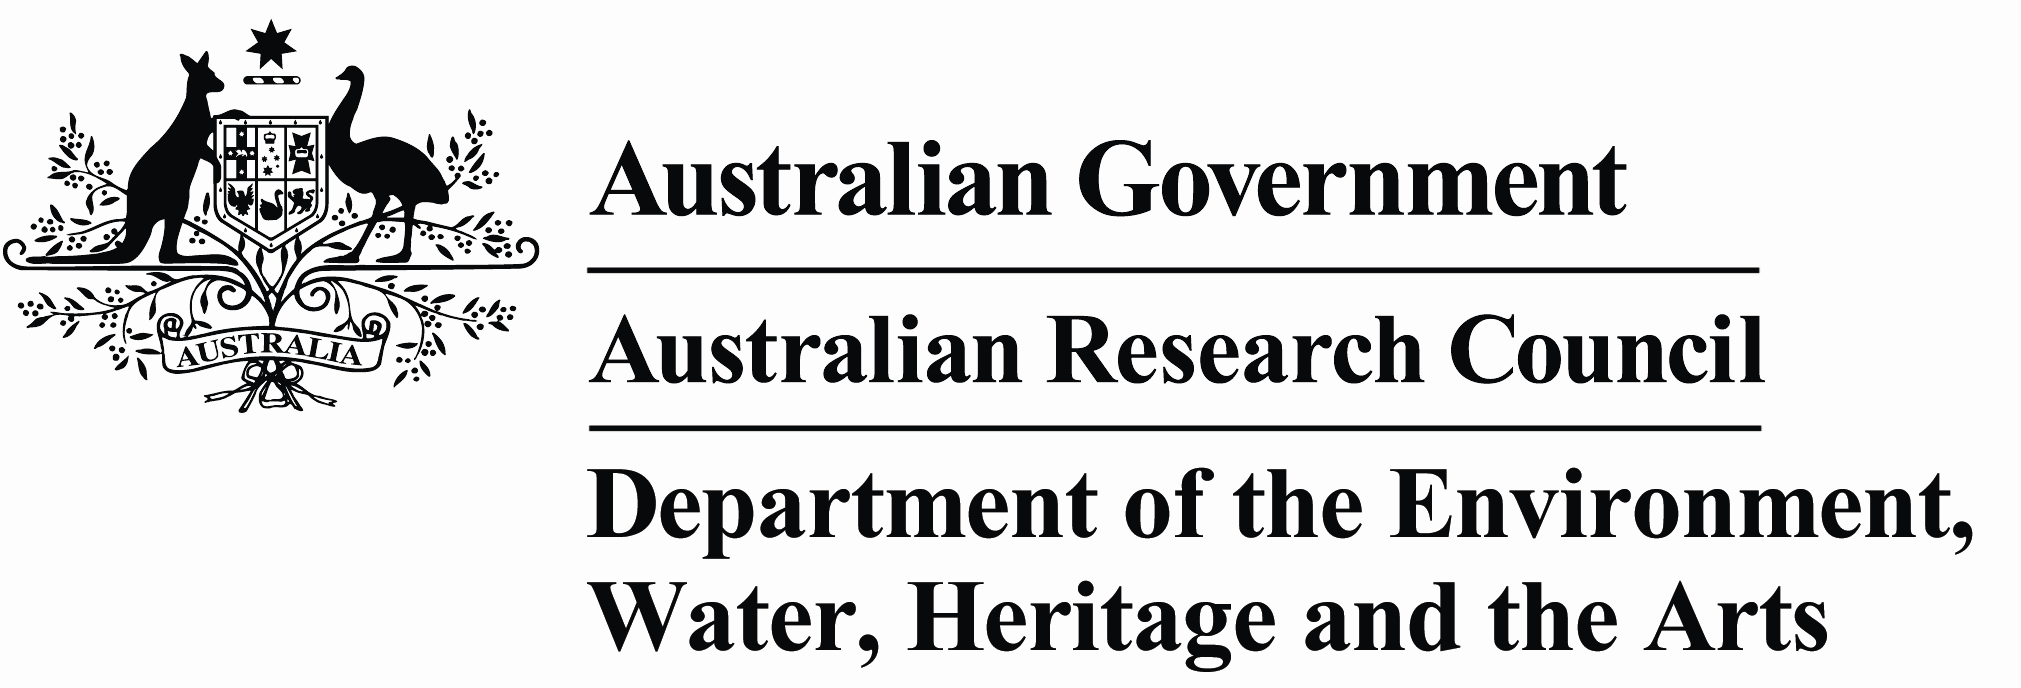 AUSTRALIA
Australian Government
Australian Research Council
Department of the Environment,
Water, Heritage and the Arts